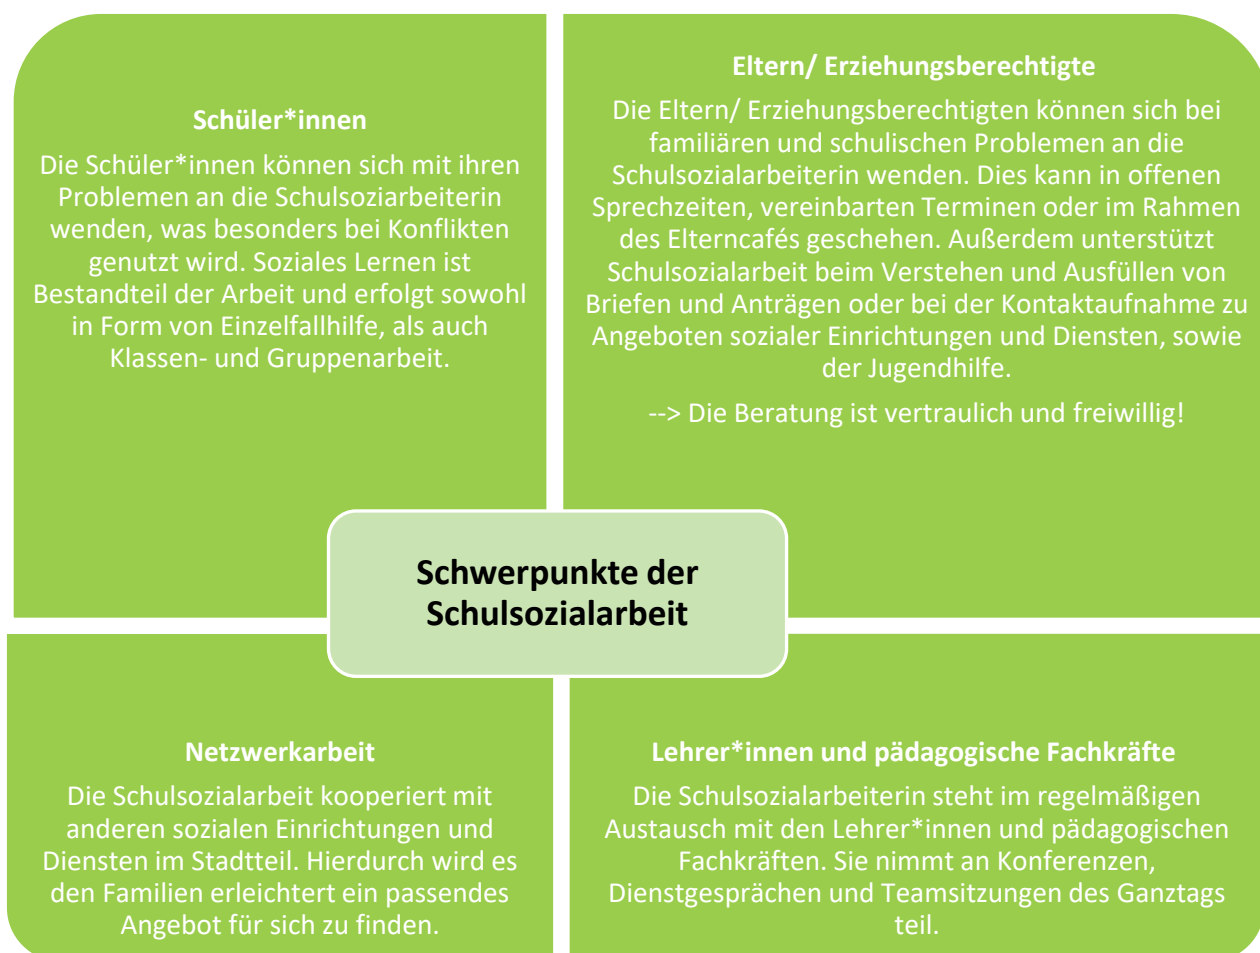 Schüler*innen
Die Schüler*innen können sich mit ihren
Problemen an die Schulsoziarbeiterin
wenden, was besonders bei Konflikten
genutzt wird. Soziales Lernen ist
Bestandteil der Arbeit und erfolgt sowohl
in Form von Einzelfallhilfe, als auch
Klassen- und Gruppenarbeit.
Eltern/ Erziehungsberechtigte
Die Eltern/ Erziehungsberechtigten können sich bei
familiären und schulischen Problemen an die
Schulsozialarbeiterin wenden. Dies kann in offenen
Sprechzeiten, vereinbarten Terminen oder im Rahmen
des Elterncafés geschehen. Außerdem unterstützt
Schulsozialarbeit beim Verstehen und Ausfüllen von
Briefen und Anträgen oder bei der Kontaktaufnahme zu
Angeboten sozialer Einrichtungen und Diensten, sowie
der Jugendhilfe.
--> Die Beratung ist vertraulich und freiwillig!
Schwerpunkte der
Schulsozialarbeit
Netzwerkarbeit
Die Schulsozialarbeit kooperiert mit
anderen sozialen Einrichtungen und
Diensten im Stadtteil. Hierdurch wird es
den Familien erleichtert ein passendes
Angebot für sich zu finden.
Lehrer*innen und pädagogische Fachkräfte
Die Schulsozialarbeiterin steht im regelmäßigen
Austausch mit den Lehrer*innen und pädagogischen
Fachkräften. Sie nimmt an Konferenzen,
Dienstgesprächen und Teamsitzungen des Ganztags
teil.